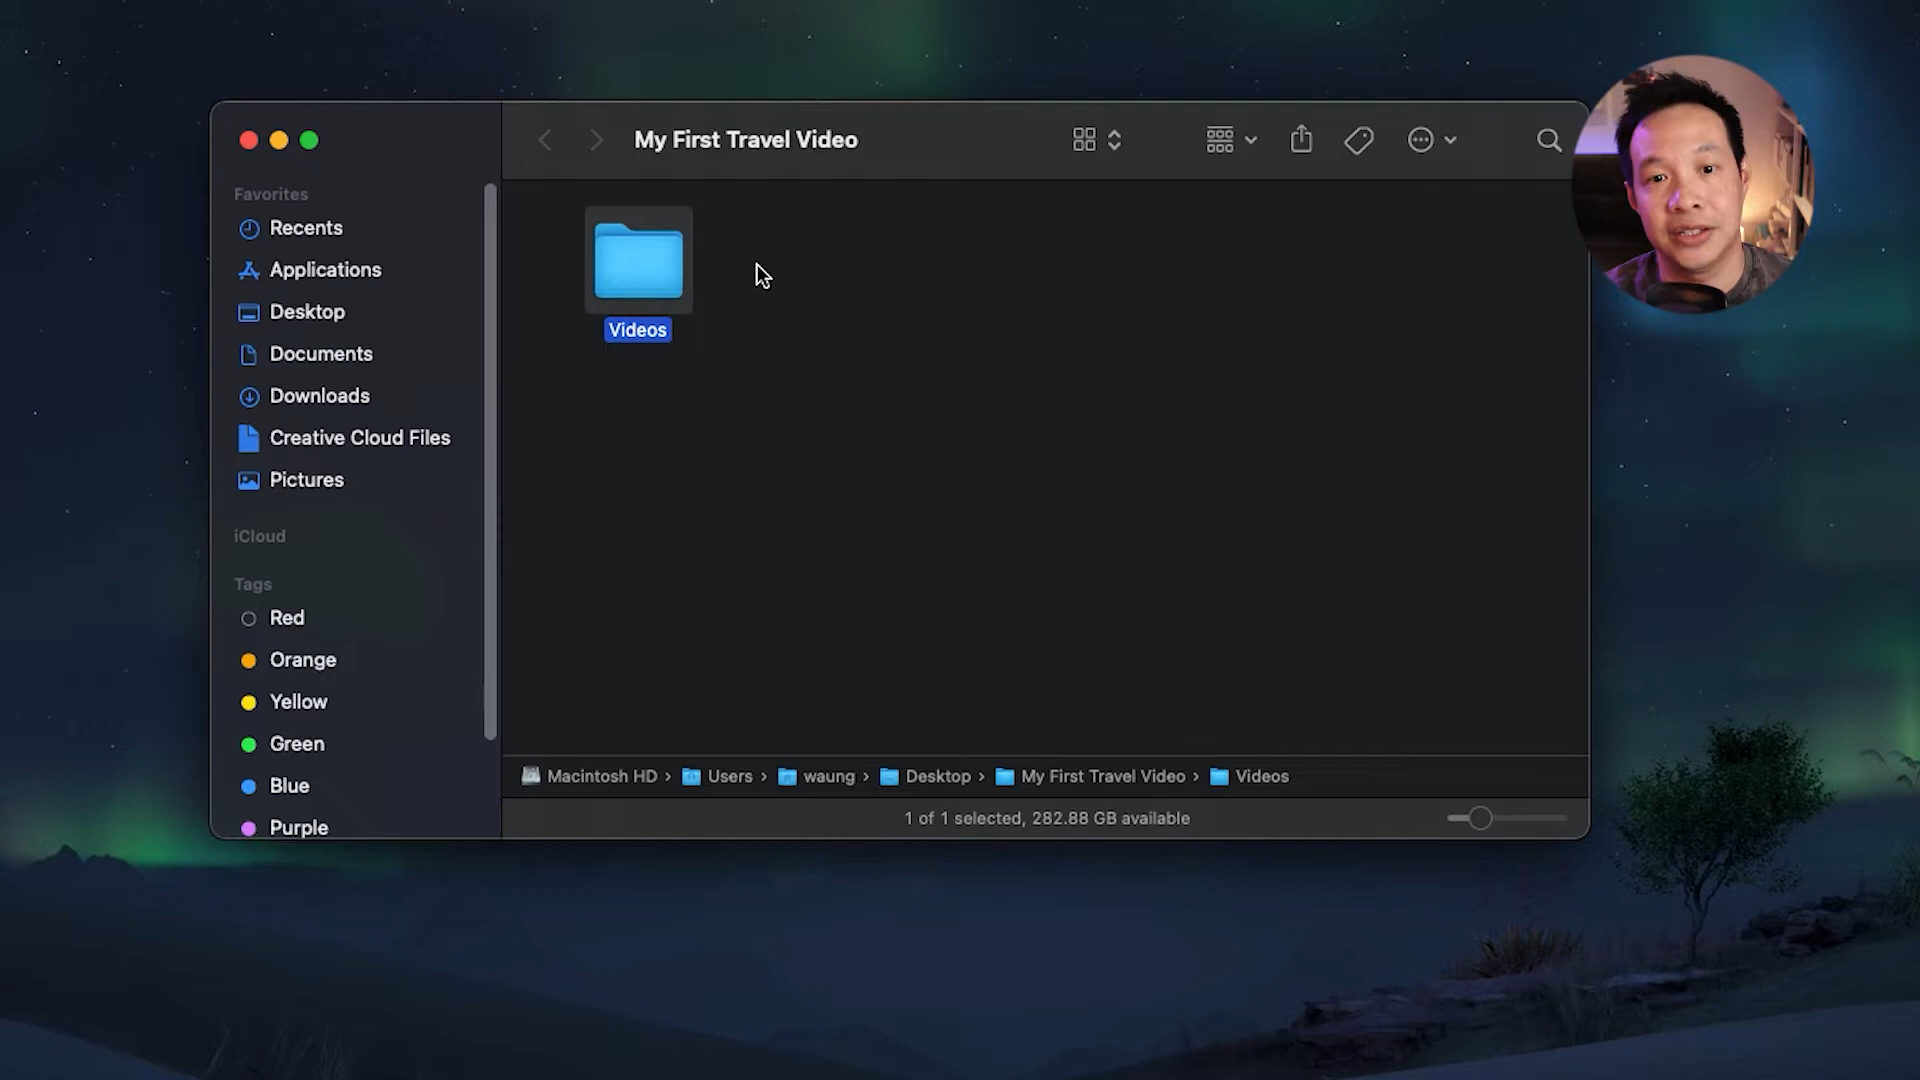 My First Travel Video
Favorites
Recents
Applications
Desktop
Documents
Downloads
Creative Cloud Files
Pictures
iCloud
Tags
Red
Orange
Yellow
Green
Blue
Purple
Videos
Macintosh HD › Users › waung › Desktop › My First Travel Video › Videos
1 of 1 selected, 282.88 GB available